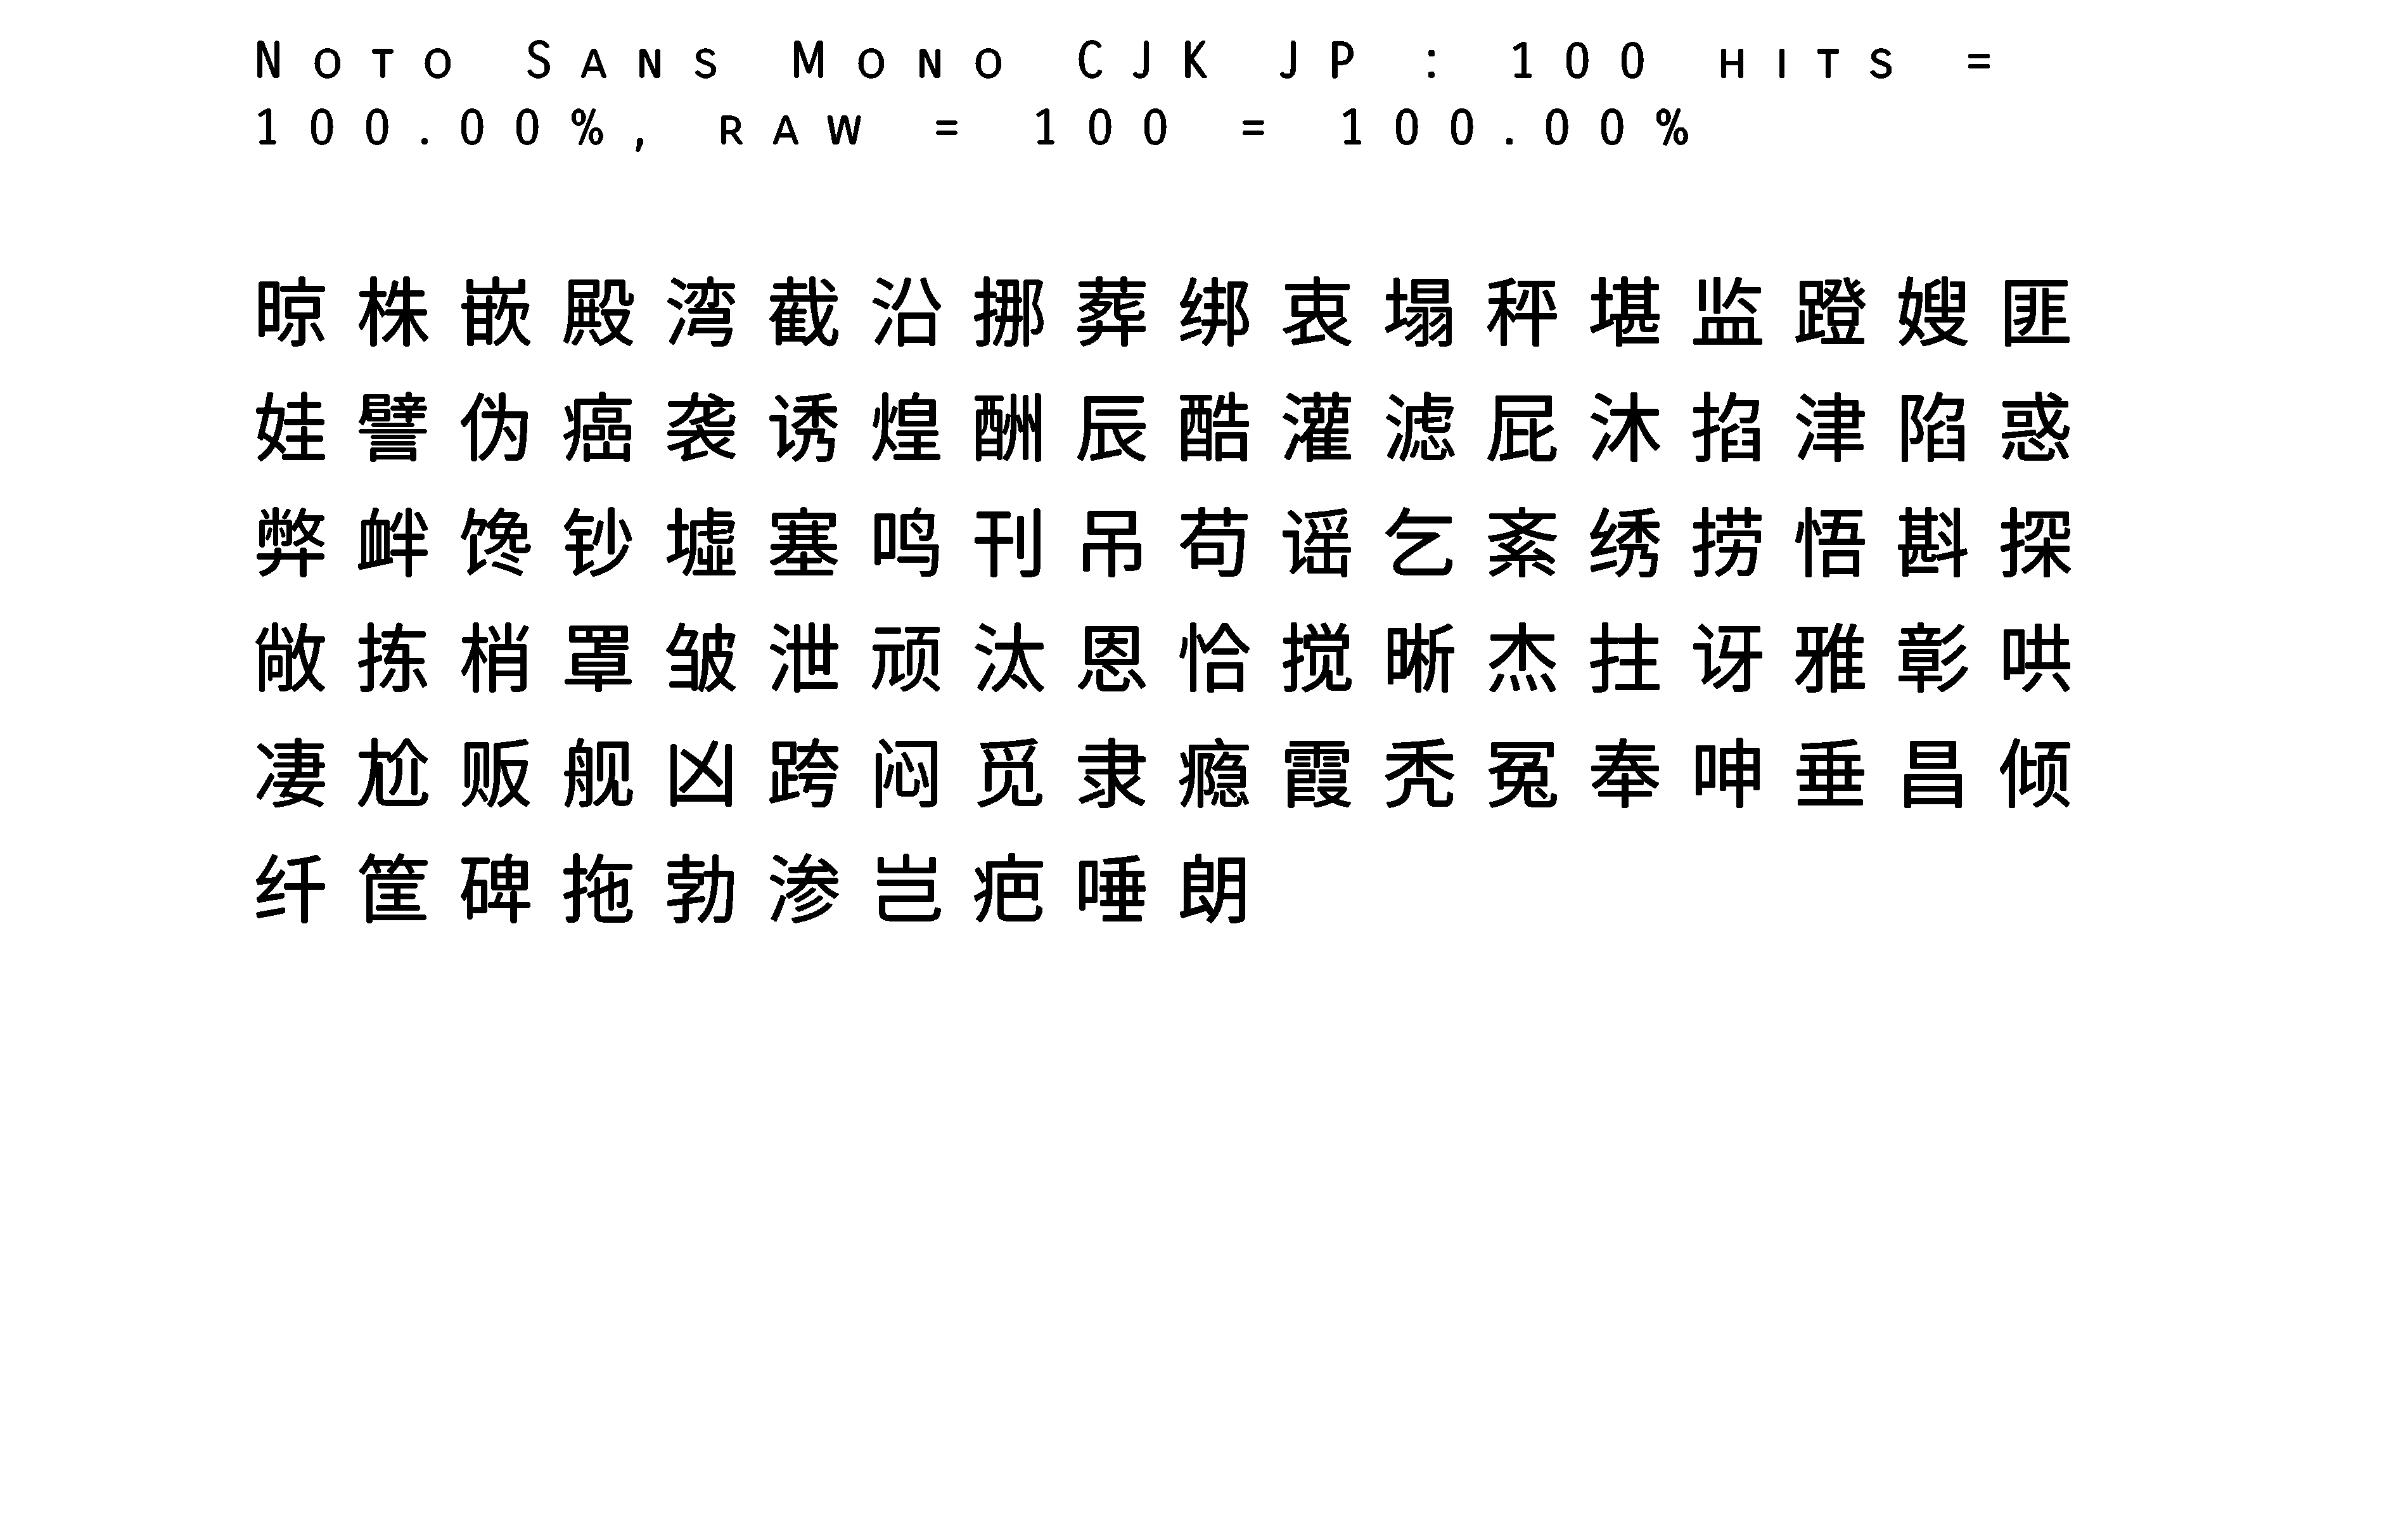 Noto Sans Mono CJK JP : 100 hits =
100.00%, raw = 100 = 100.00%
晾株嵌殿湾截沿挪葬绑衷塌秤堪监蹬嫂匪
娃譬伪癌袭诱煌酬辰酷灌滤屁沐掐津陷惑
弊衅馋钞墟塞鸣刊吊苟谣乞紊绣捞悟斟探
敞拣梢罩皱泄顽汰恩恰搅晰杰拄讶雅彰哄
凄尬贩舰凶跨闷觅隶瘾霞秃冤奉呻垂昌倾
纤筐碑拖勃渗岂疤唾朗